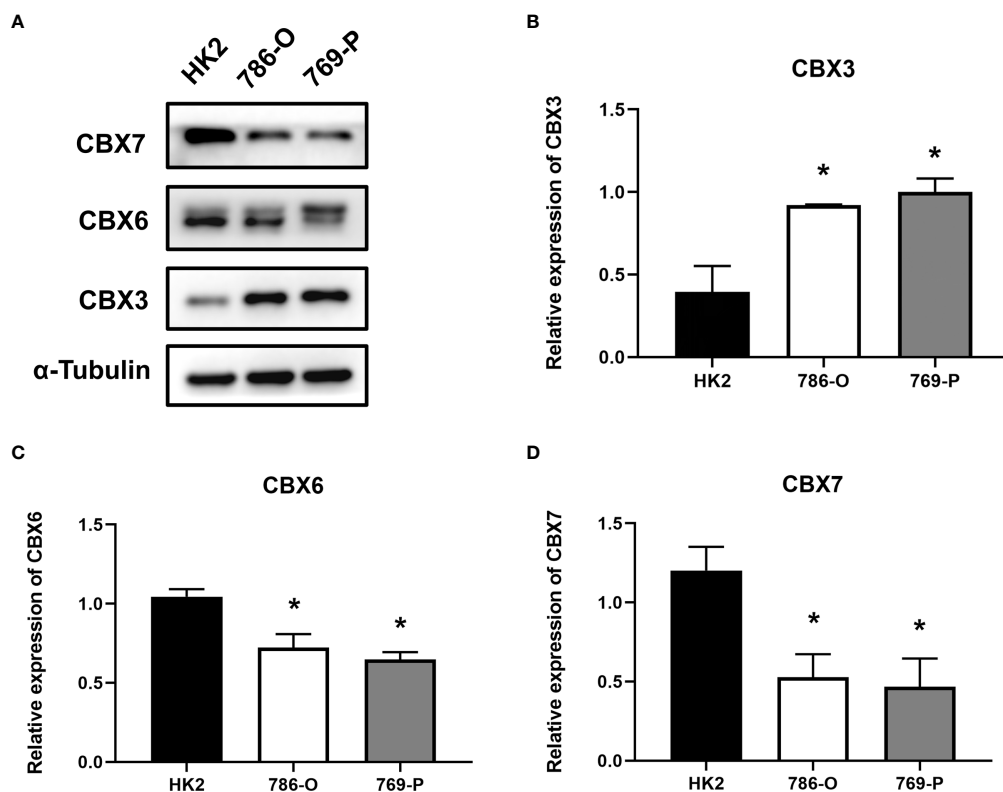 A
HK2 786-O 769-P
CBX7
CBX6
CBX3
α-Tubulin
B
CBX3
Relative expression of CBX3
1.5
1.0
0.5
0.0
* *
HK2 786-O 769-P
C
CBX6
Relative expression of CBX6
1.5
1.0
0.5
0.0
* *
HK2 786-O 769-P
D
CBX7
Relative expression of CBX7
1.5
1.0
0.5
0.0
* *
HK2 786-O 769-P